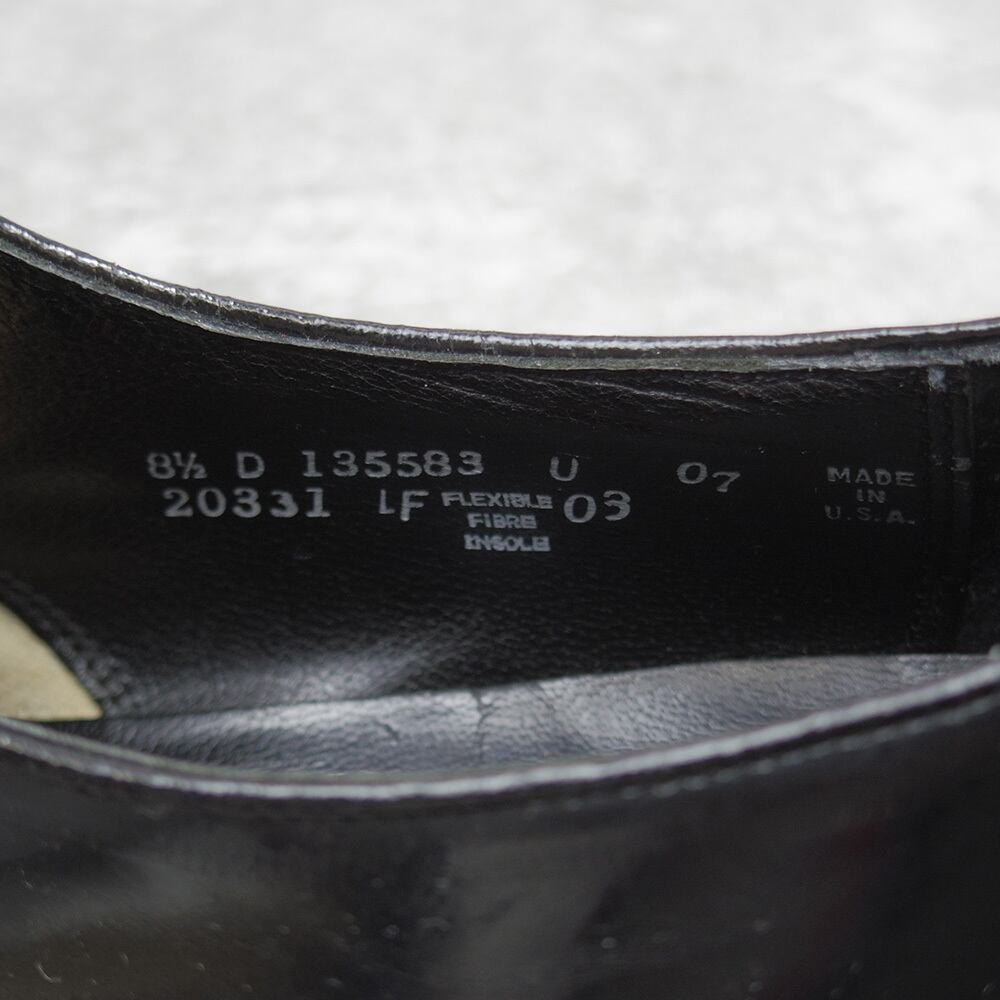 8½ D 135583 U 07
20331 LF FLEXIBLE 03
FIBRE
INSOLE
MADE
IN
U.S.A.